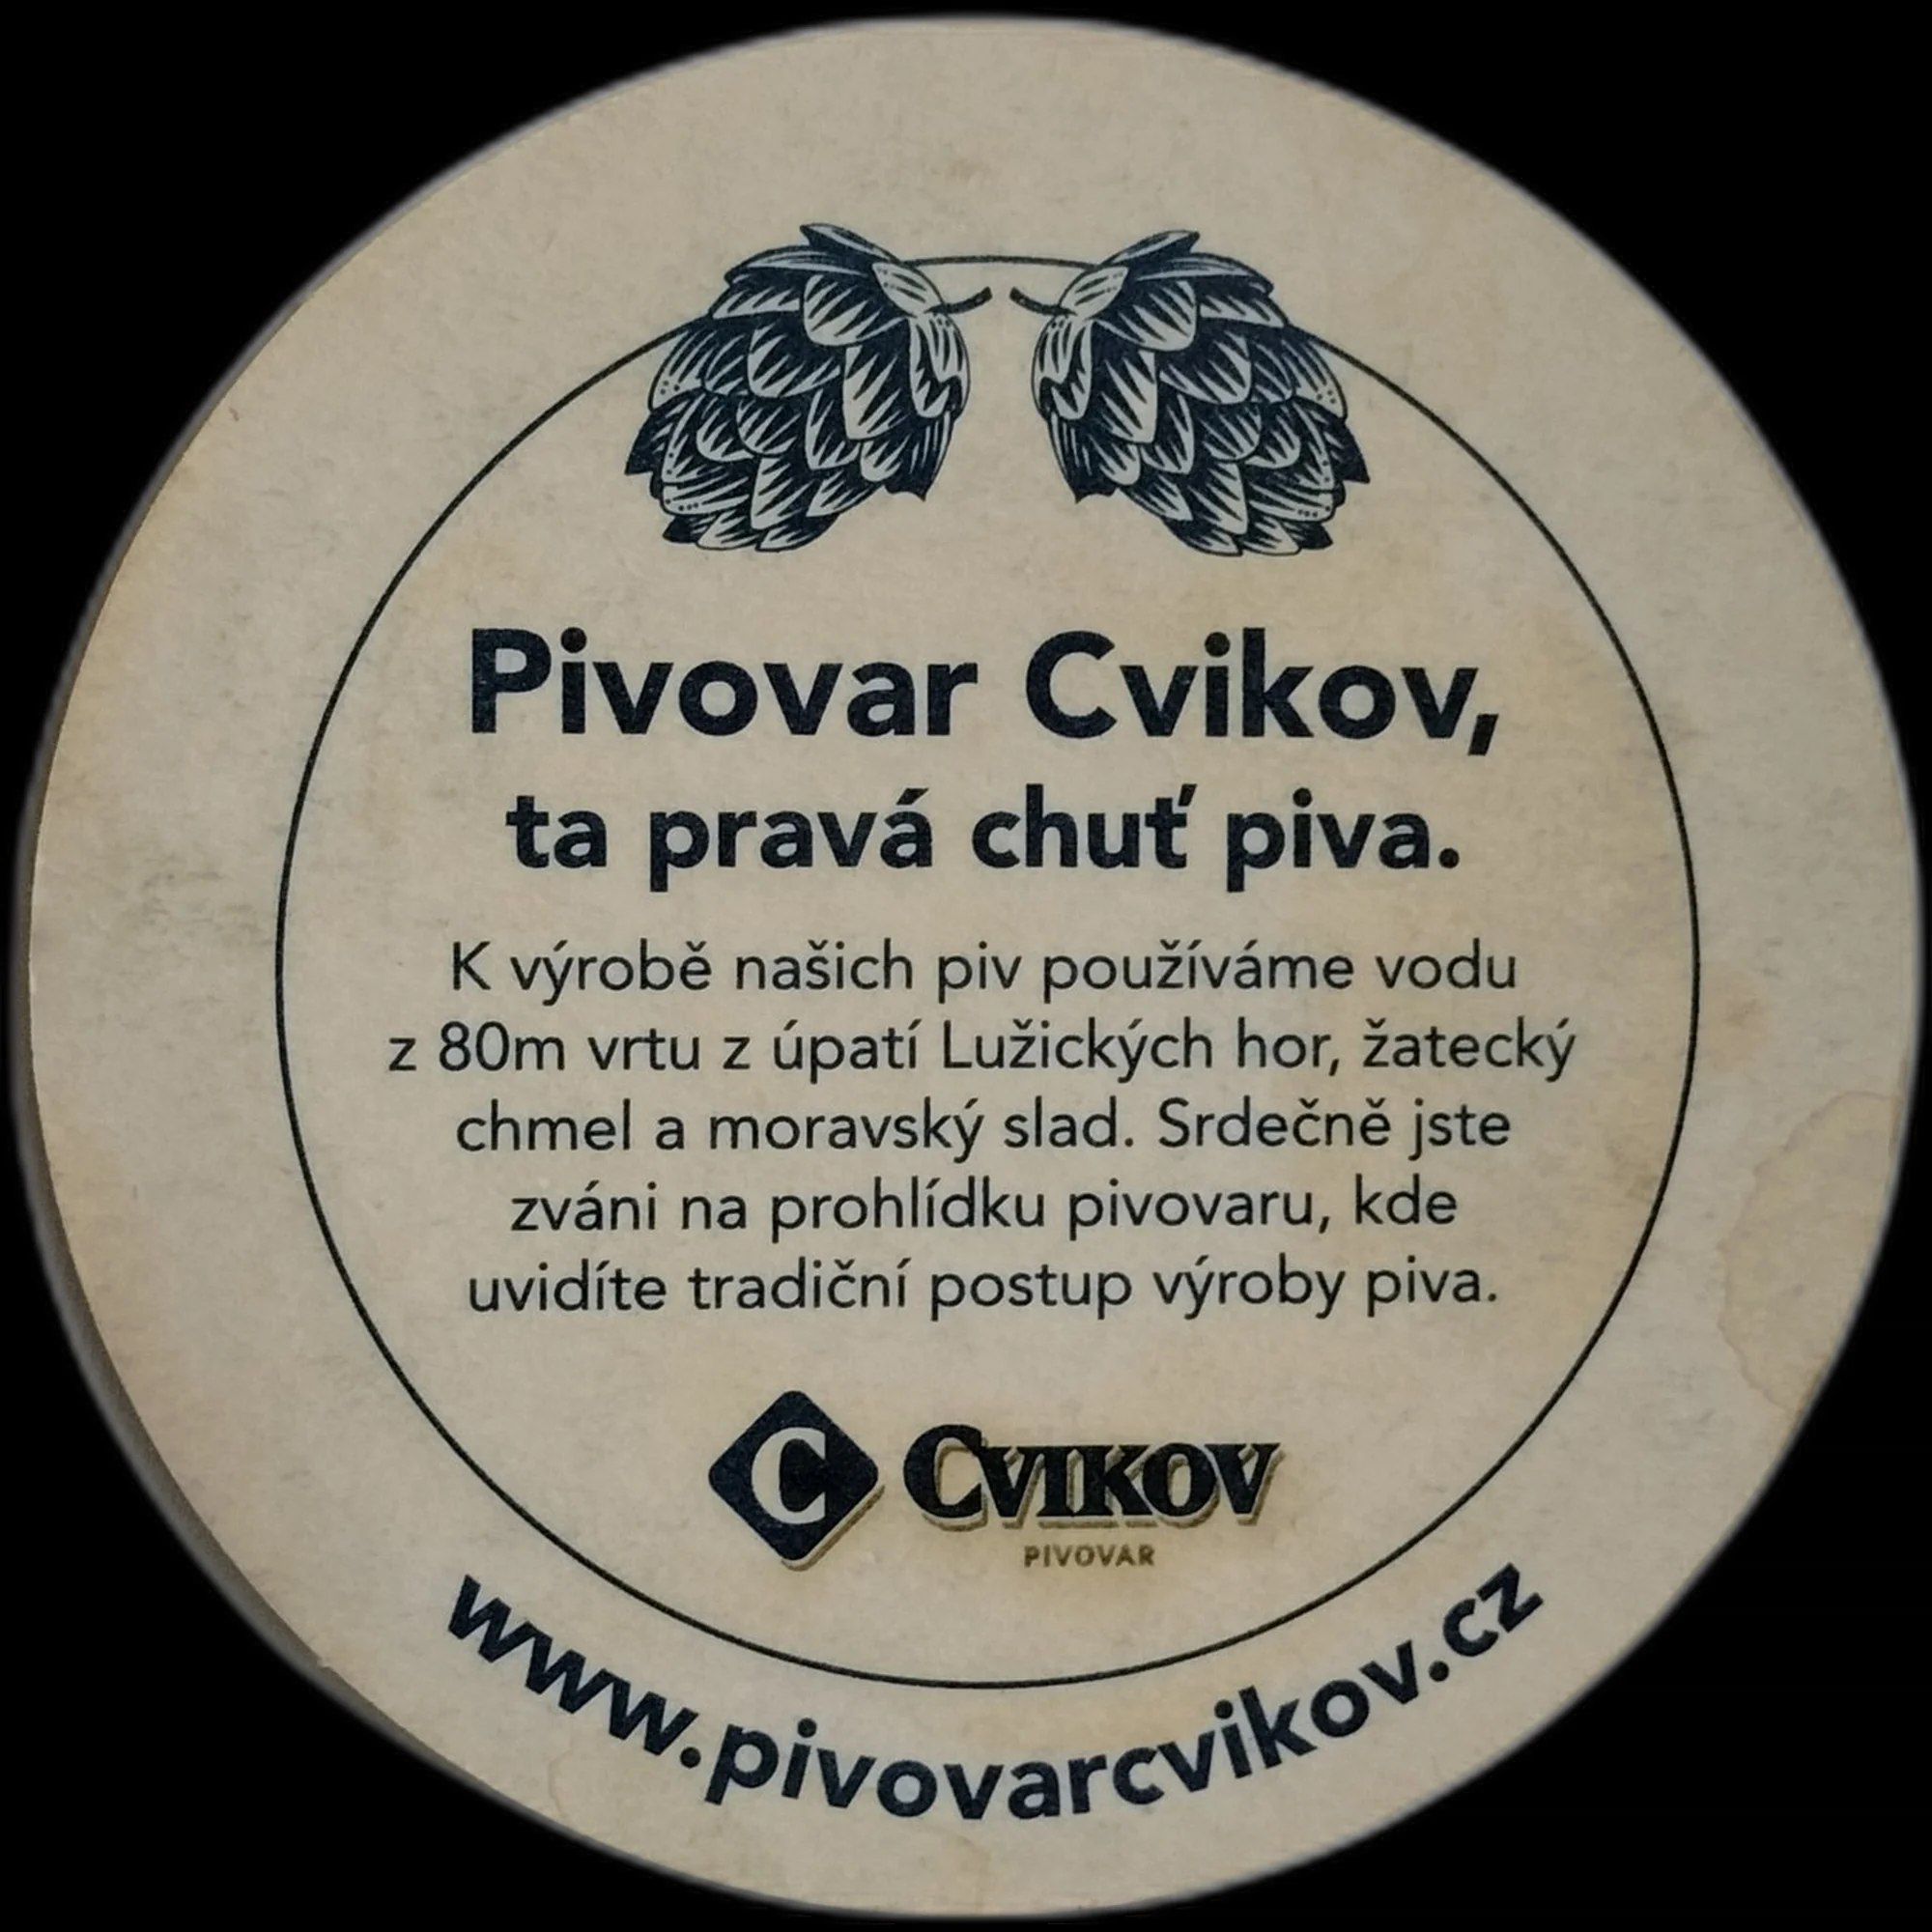 Pivovar Cvikov,
ta pravá chuť piva.
K výrobě našich piv používáme vodu
z 80m vrtu z úpatí Lužických hor, žatecký
chmel a moravský slad. Srdečně jste
zváni na prohlídku pivovaru, kde
uvidíte tradiční postup výroby piva.
C CVIKOV
PIVOVAR
www.pivovarcvikov.cz